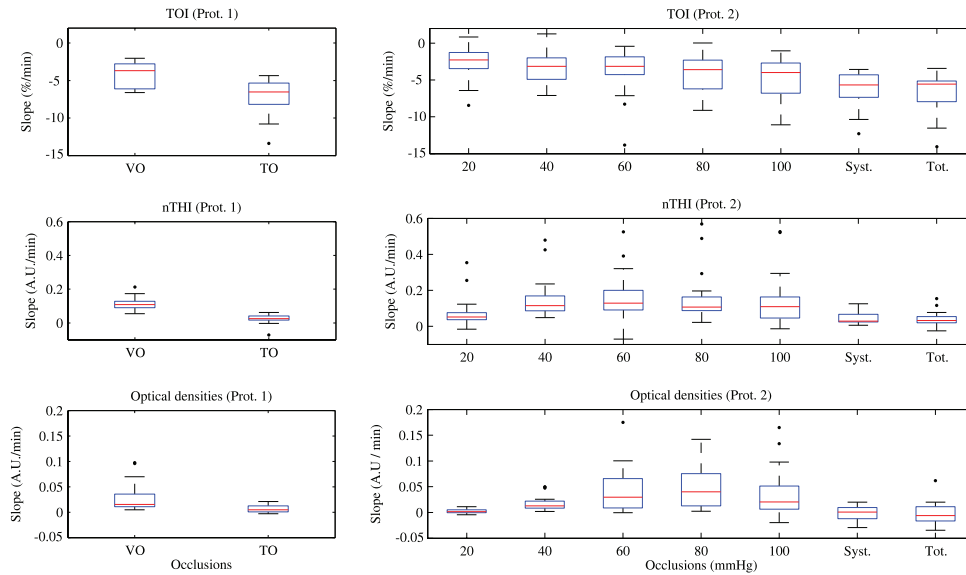 TOI (Prot. 1)
Slope (%/min)
0
-5
-10
-15
VO
TO
TOI (Prot. 2)
Slope (%/min)
0
-5
-10
-15
20
40
60
80
100
Syst.
Tot.
nTHI (Prot. 1)
Slope (A.U./min)
0.6
0.4
0.2
0
VO
TO
nTHI (Prot. 2)
Slope (A.U./min)
0.6
0.4
0.2
0
20
40
60
80
100
Syst.
Tot.
Optical densities (Prot. 1)
Slope (A.U./min)
0.2
0.15
0.1
0.05
0
-0.05
VO
TO
Occlusions
Optical densities (Prot. 2)
Slope (A.U / min)
0.2
0.15
0.1
0.05
0
-0.05
20
40
60
80
100
Syst.
Tot.
Occlusions (mmHg)